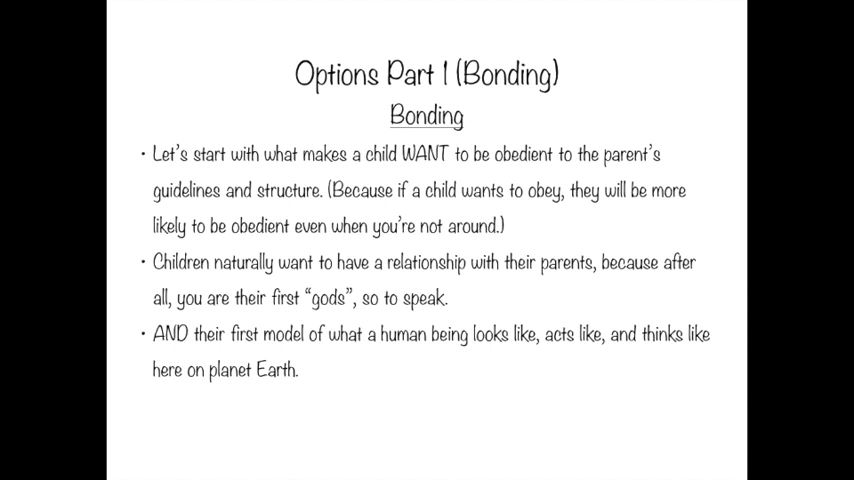 Options Part 1 (Bonding)
Bonding
• Let's start with what makes a child WANT to be obedient to the parent's
guidelines and structure. (Because if a child wants to obey, they will be more
likely to be obedient even when you're not around.)
• Children naturally want to have a relationship with their parents, because after
all, you are their first “gods”, so to speak.
• AND their first model of what a human being looks like, acts like, and thinks like
here on planet Earth.